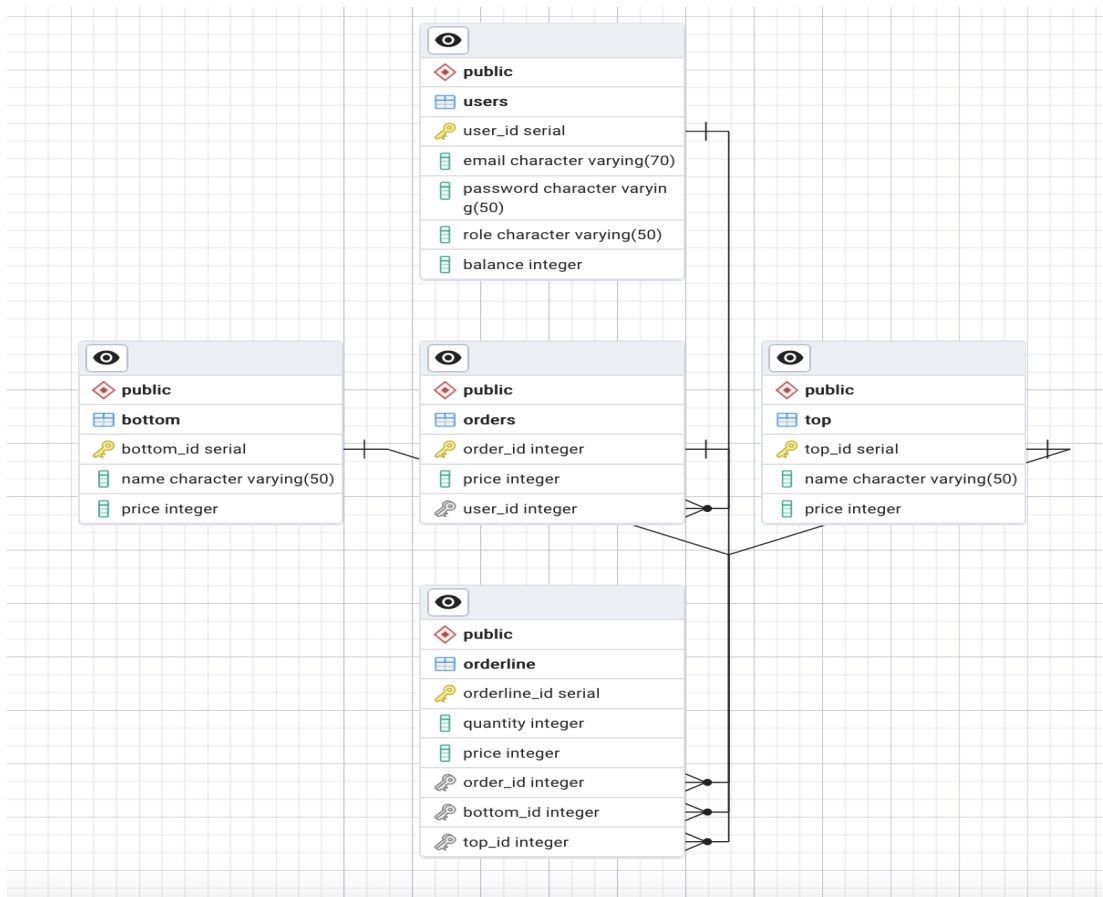 public
users
user_id serial
email character varying(70)
password character varyin
g(50)
role character varying(50)
balance integer
public
bottom
bottom_id serial
name character varying(50)
price integer
public
orders
order_id integer
price integer
user_id integer
public
top
top_id serial
name character varying(50)
price integer
public
orderline
orderline_id serial
quantity integer
price integer
order_id integer
bottom_id integer
top_id integer